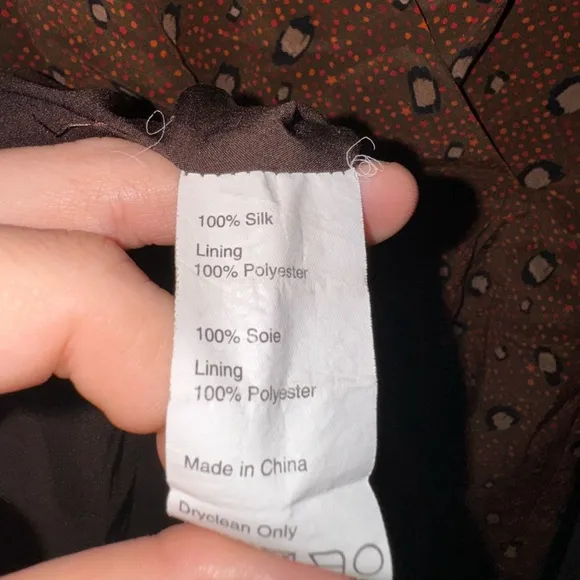 100% Silk
Lining
100% Polyester
100% Soie
Lining
100% Polyester
Made in China
Dryclean Only